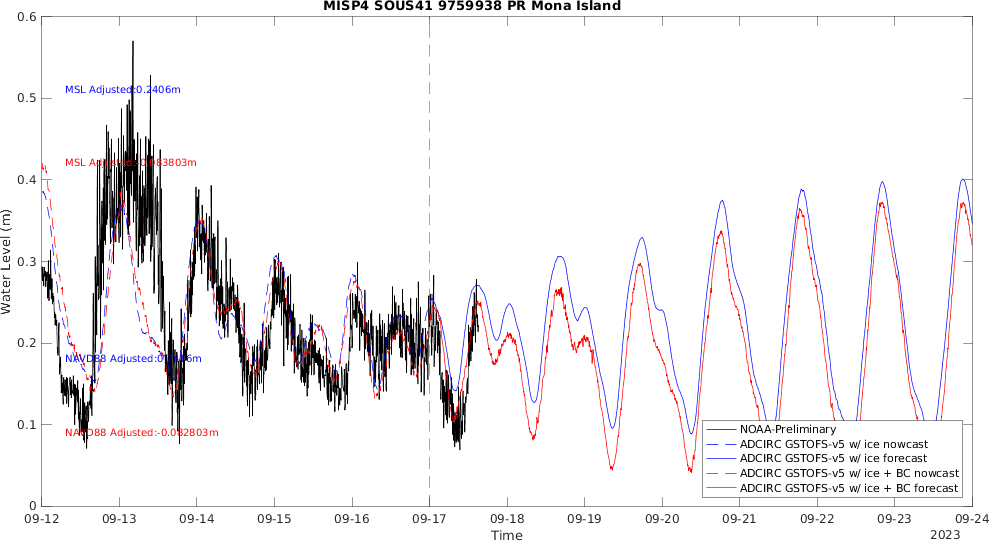 MISP4 SOUS41 9759938 PR Mona Island
Water Level (m)
0.6
0.5
0.4
0.3
0.2
0.1
0
MSL Adjusted:0.2406m
MSL
NAVD88 Adjusted:
NAVD88 Adjusted:-0.082803m
NOAA-Preliminary
ADCIRC GSTOFS-v5 w/ ice nowcast
ADCIRC GSTOFS-v5 w/ ice forecast
ADCIRC GSTOFS-v5 w/ ice + BC nowcast
ADCIRC GSTOFS-v5 w/ ice + BC forecast
09-12 09-13 09-14 09-15 09-16 09-17 09-18 09-19 09-20 09-21 09-22 09-23 09-24
Time
2023